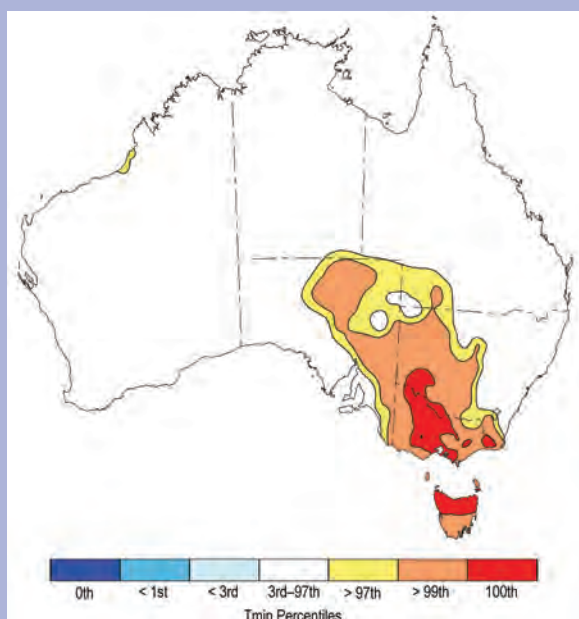 0th < 1st < 3rd 3rd–97th > 97th > 99th 100th
Tmin Percentiles